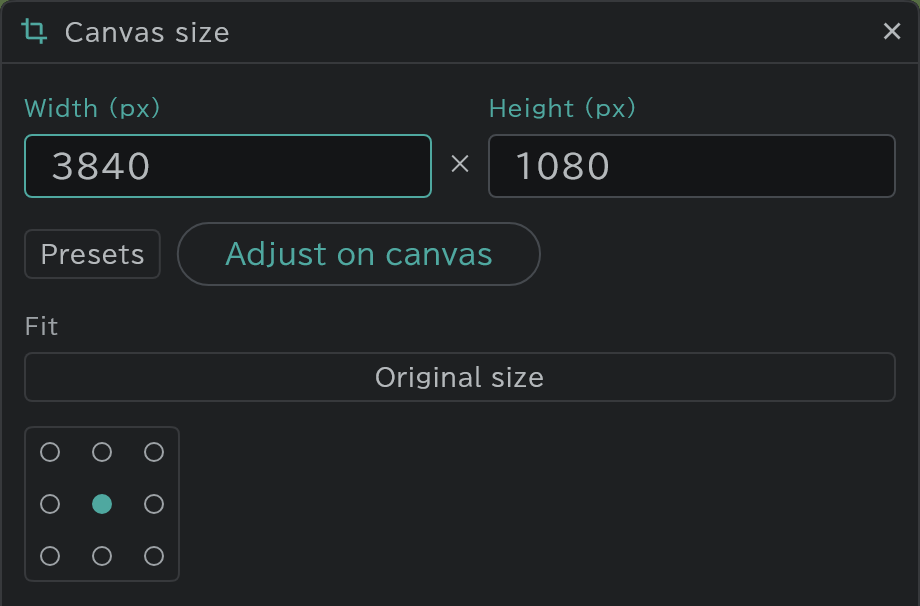 Canvas size
Width (px) Height (px)
3840 × 1080
Presets Adjust on canvas
Fit
Original size